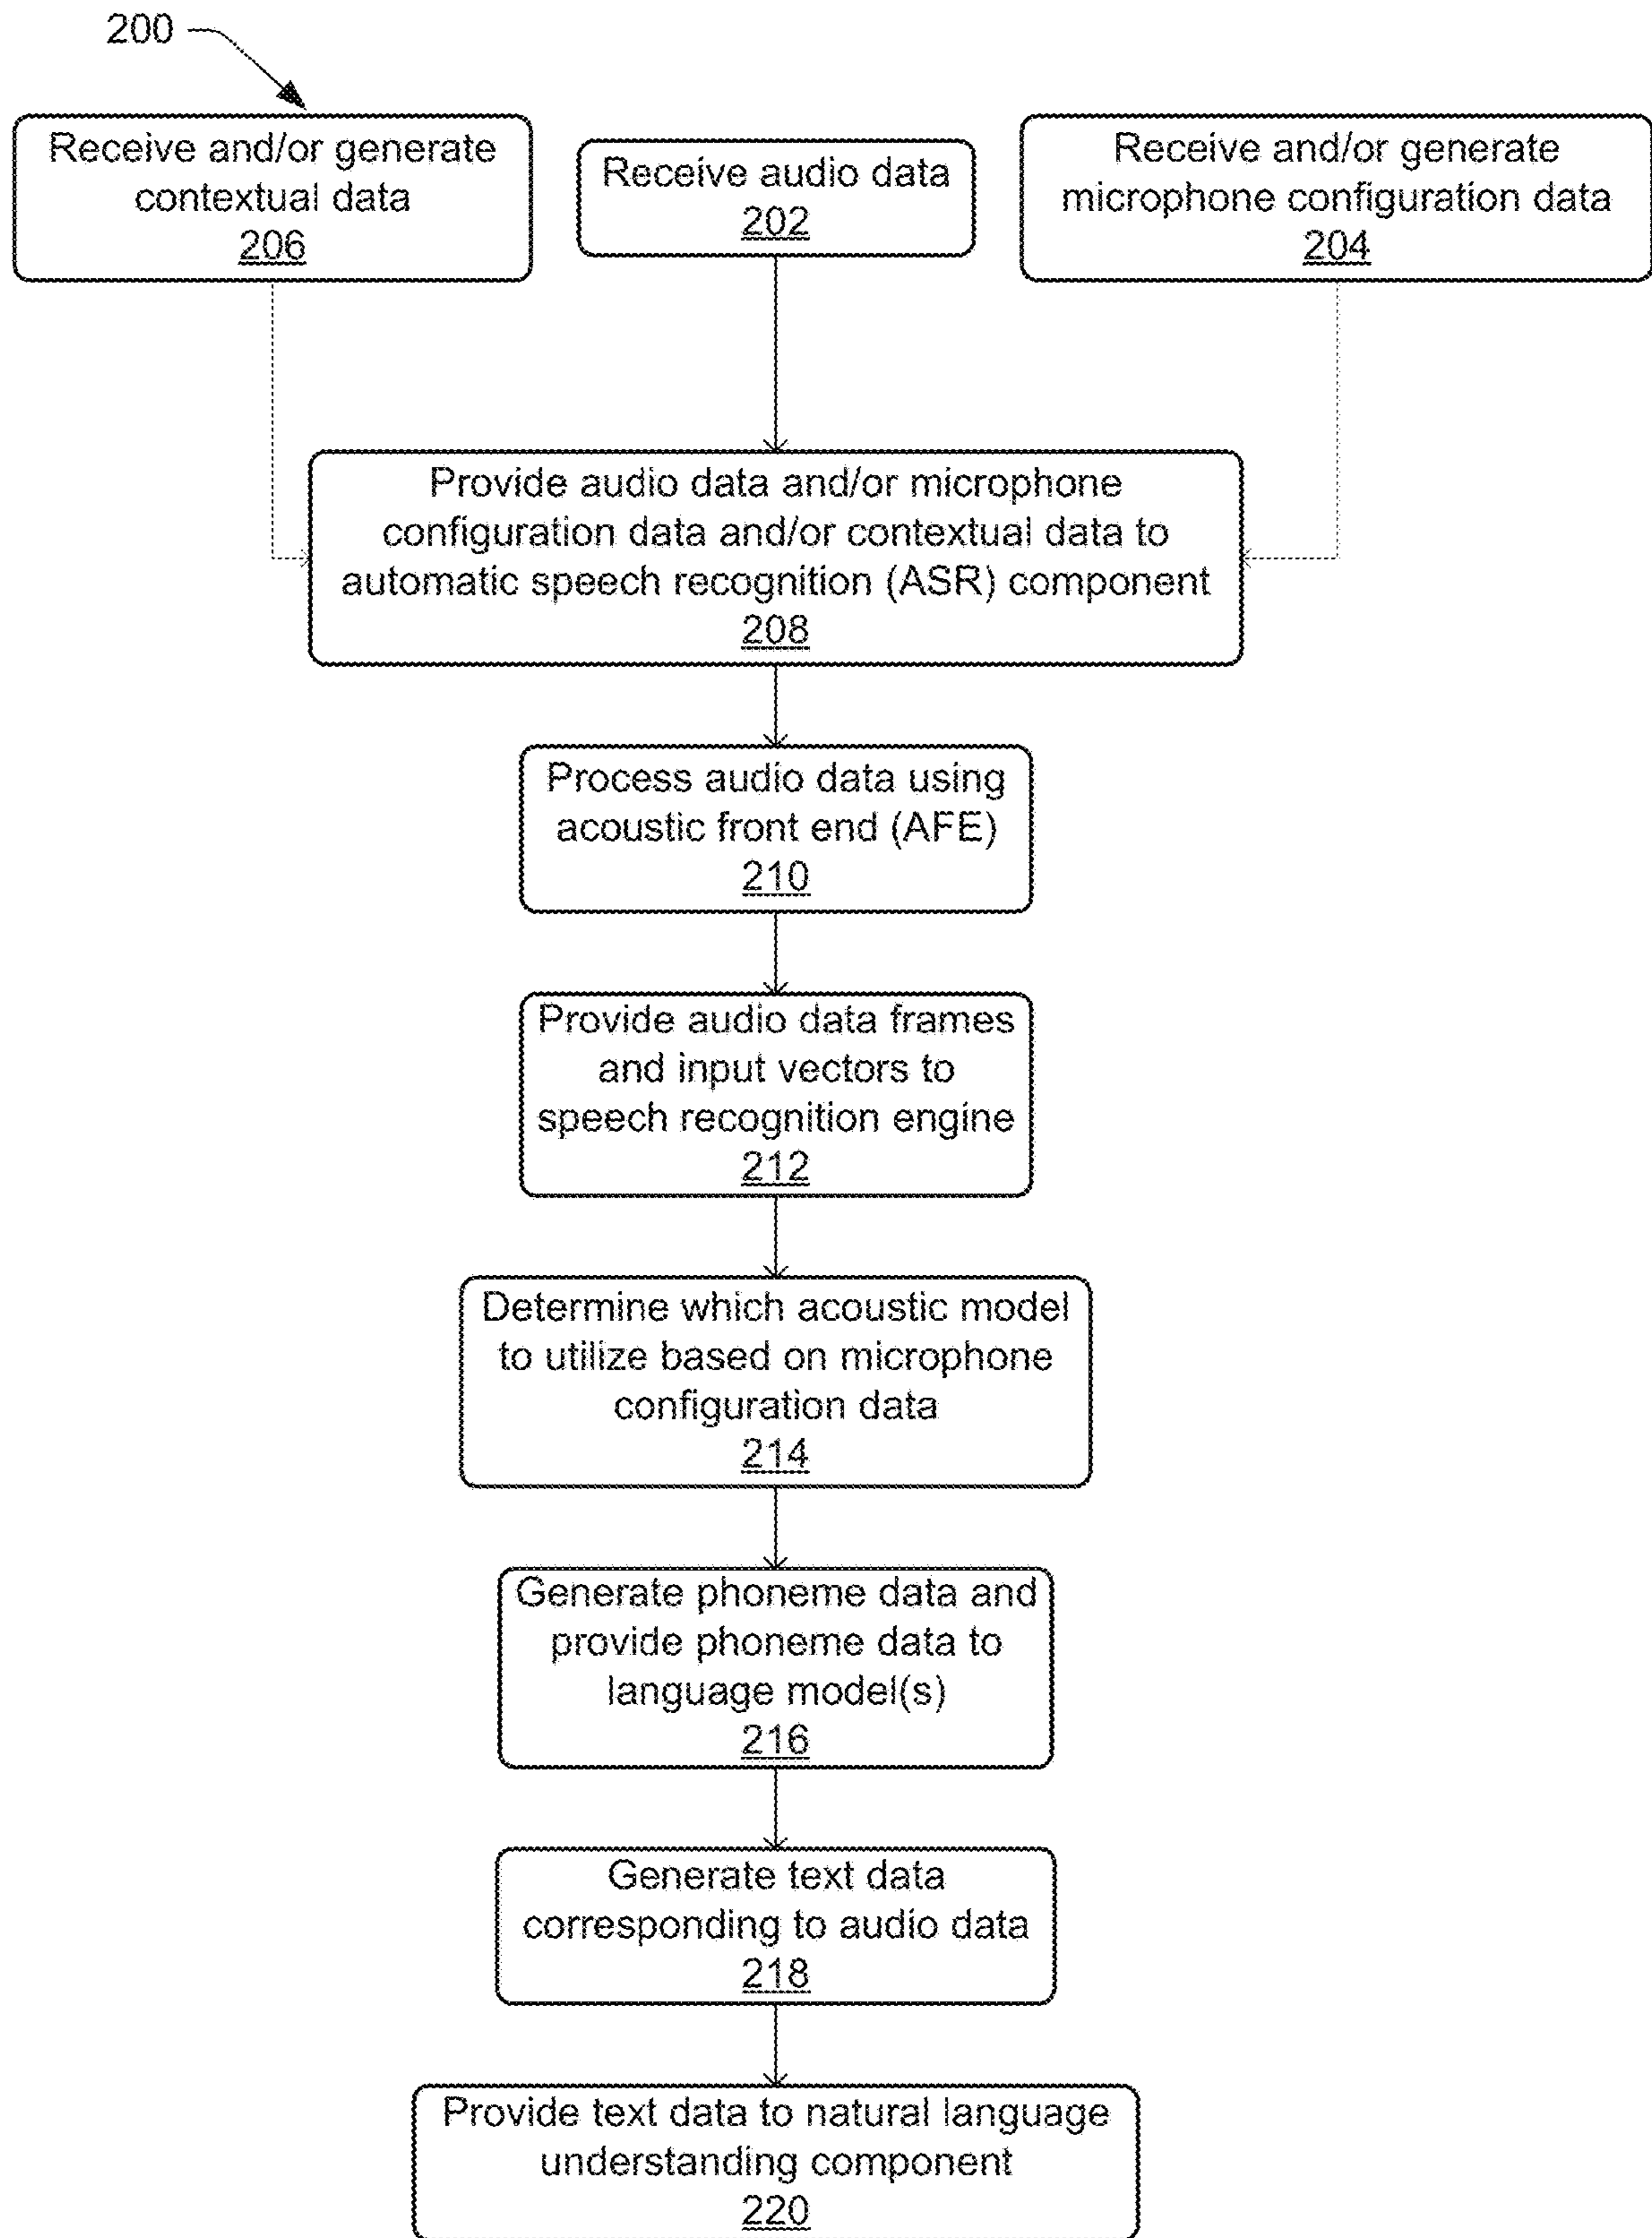 200
Receive and/or generate
contextual data
206
Receive audio data
202
Receive and/or generate
microphone configuration data
204
Provide audio data and/or microphone
configuration data and/or contextual data to
automatic speech recognition (ASR) component
208
Process audio data using
acoustic front end (AFE)
210
Provide audio data frames
and input vectors to
speech recognition engine
212
Determine which acoustic model
to utilize based on microphone
configuration data
214
Generate phoneme data and
provide phoneme data to
language model(s)
216
Generate text data
corresponding to audio data
218
Provide text data to natural language
understanding component
220